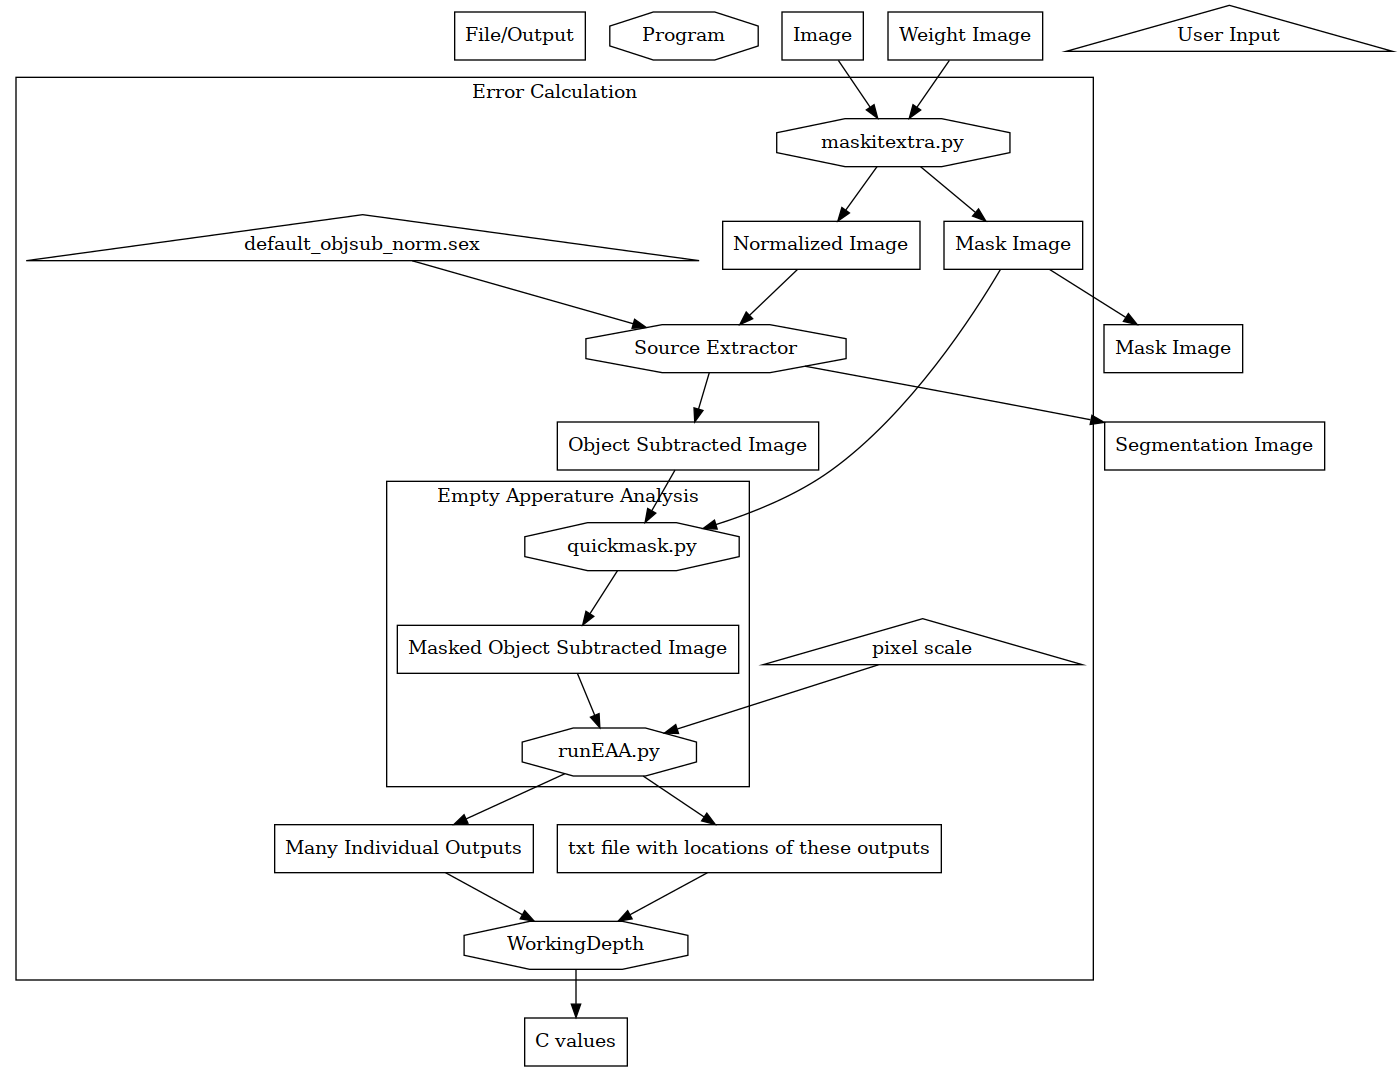 File/Output
Program
Image
Weight Image
User Input
Error Calculation
maskitextra.py
default_objsub_norm.sex
Normalized Image
Mask Image
Source Extractor
Mask Image
Object Subtracted Image
Segmentation Image
Empty Apperature Analysis
quickmask.py
Masked Object Subtracted Image
pixel scale
runEAA.py
Many Individual Outputs
txt file with locations of these outputs
WorkingDepth
C values